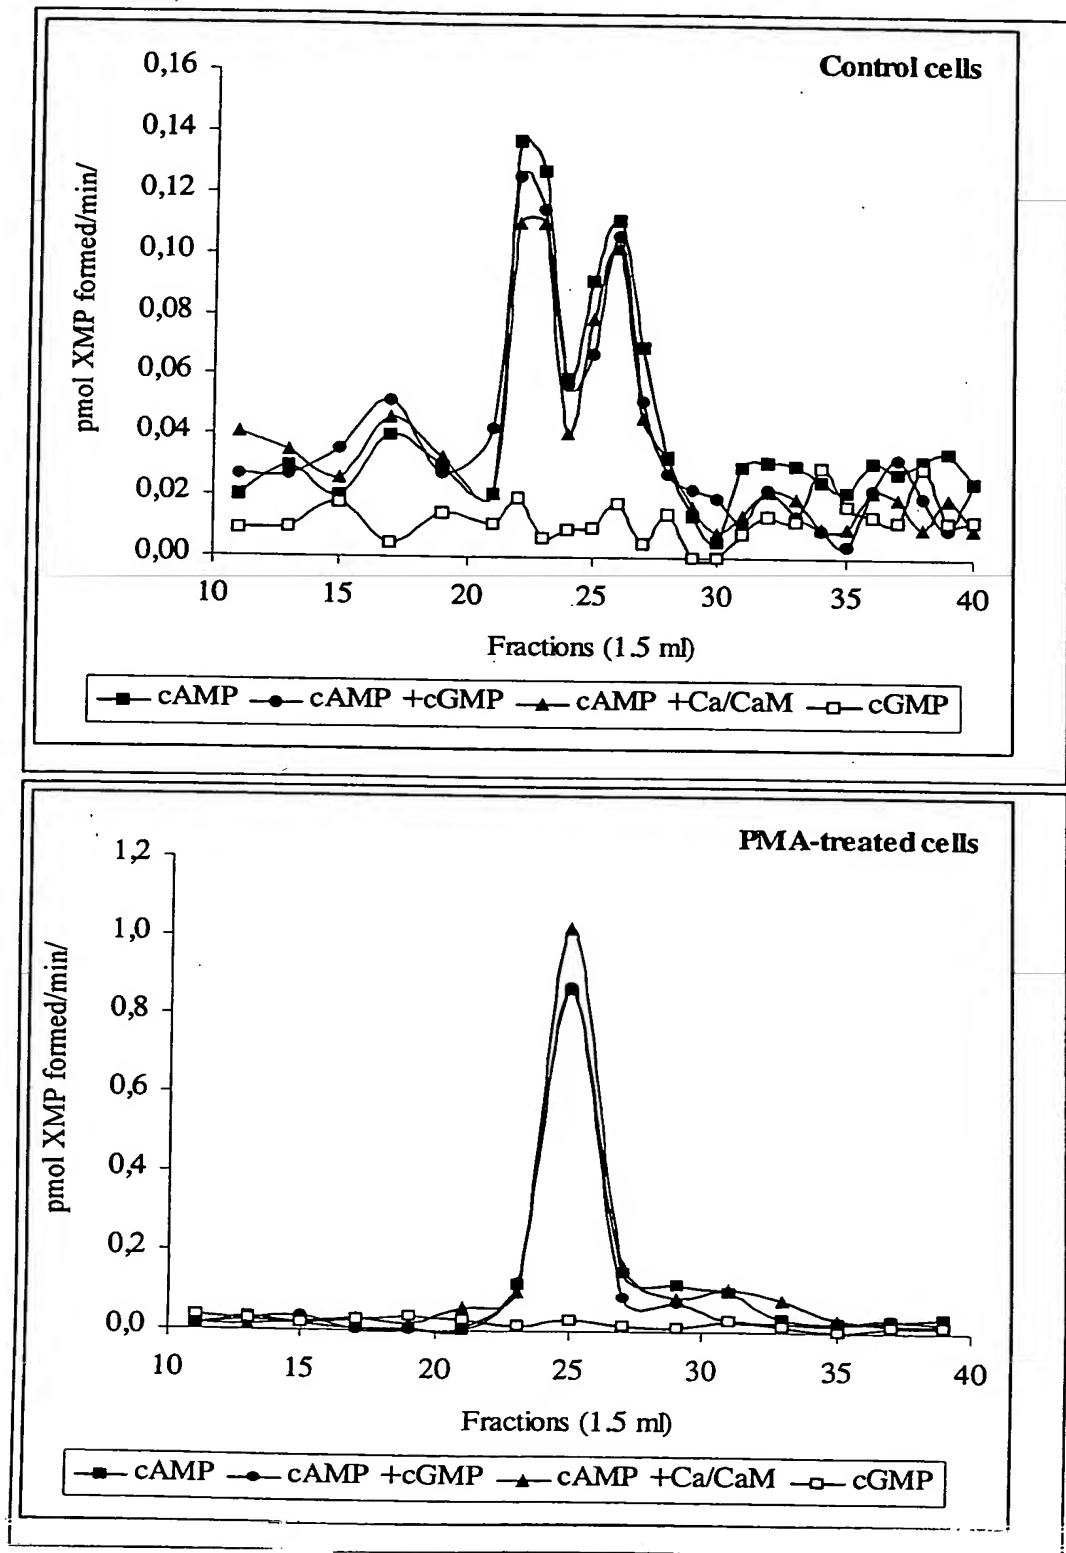 Control cells
pmol XMP formed/min/
0,16
0,14
0,12
0,10
0,08
0,06
0,04
0,02
0,00
10 15 20 25 30 35 40
Fractions (1.5 ml)
cAMP cAMP +cGMP cAMP +Ca/CaM cGMP
PMA-treated cells
pmol XMP formed/min/
1,2
1,0
0,8
0,6
0,4
0,2
0,0
10 15 20 25 30 35 40
Fractions (1.5 ml)
cAMP cAMP +cGMP cAMP +Ca/CaM cGMP